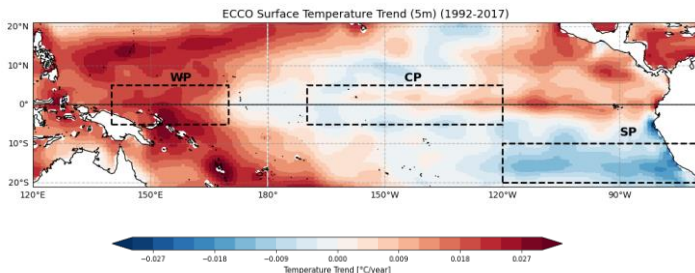 ECCO Surface Temperature Trend (5m) (1992-2017)
20°N
10°N
0°
10°S
20°S
WP
CP
SP
120°E 150°E 180° 150°W 120°W 90°W
-0.027 -0.018 -0.009 0.000 0.009 0.018 0.027
Temperature Trend [°C/year]